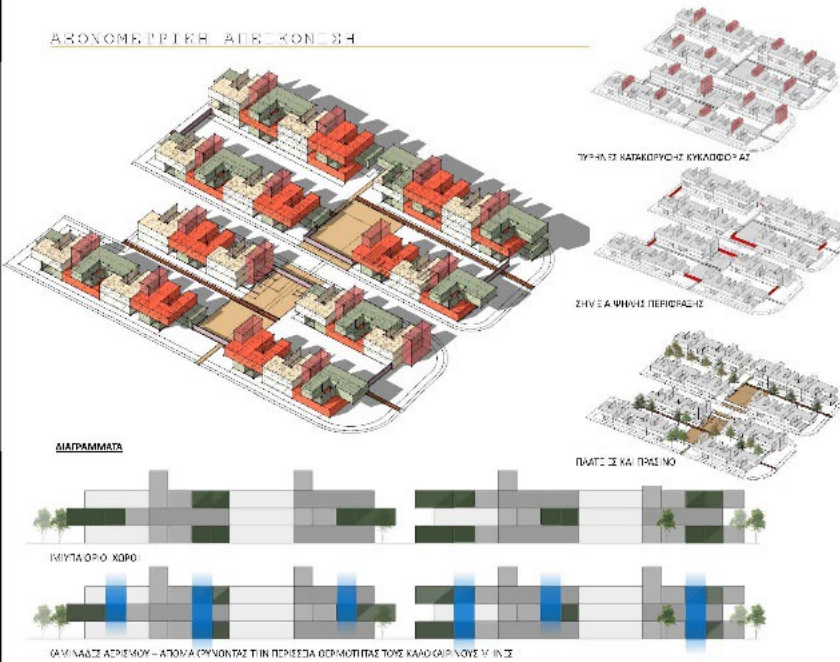 ΑΞΟΝΟΜΕΤΡΙΚΗ ΑΠΕΙΚΟΝΙΣΗ
ΠΥΡΗΝΕΣ ΚΑΤΑΚΟΡΥΦΗΣ ΚΥΚΛΟΦΟΡΙΑΣ
ΣΗΜΕΙΑ ΨΗΛΗΣ ΠΕΡΙΦΡΑΞΗΣ
ΠΛΑΤΕΙΕΣ ΚΑΙ ΠΡΑΣΙΝΟ
ΔΙΑΓΡΑΜΜΑΤΑ
ΗΜΙΥΠΑΙΘΡΙΟΙ ΧΩΡΟΙ
ΚΑΜΙΝΑΔΕΣ ΑΕΡΙΣΜΟΥ – ΑΠΟΜΑΚΡΥΝΟΝΤΑΣ ΤΗΝ ΠΕΡΙΣΣΕΙΑ ΘΕΡΜΟΤΗΤΑΣ ΤΟΥΣ ΚΑΛΟΚΑΙΡΙΝΟΥΣ ΜΗΝΕΣ